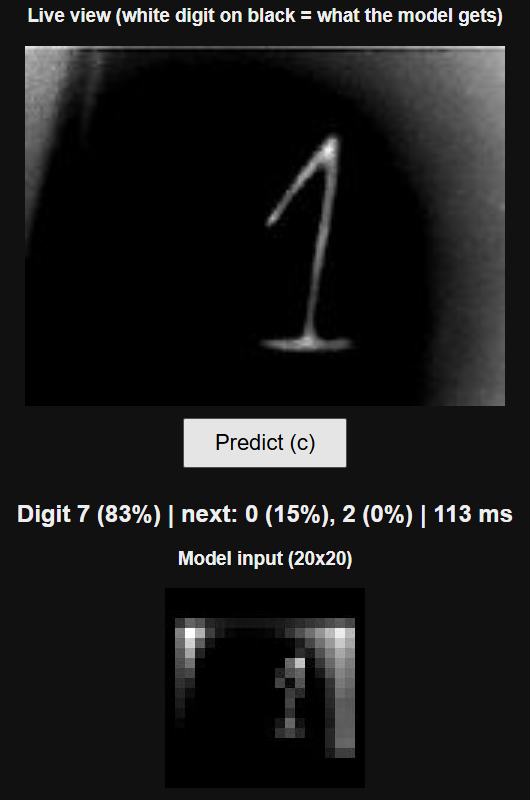 Live view (white digit on black = what the model gets)
1
Predict (c)
Digit 7 (83%) | next: 0 (15%), 2 (0%) | 113 ms
Model input (20x20)